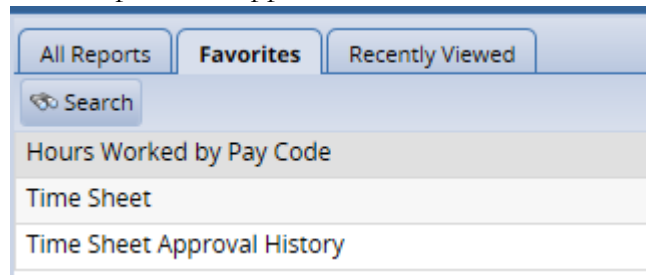 All Reports Favorites Recently Viewed
Search
Hours Worked by Pay Code
Time Sheet
Time Sheet Approval History